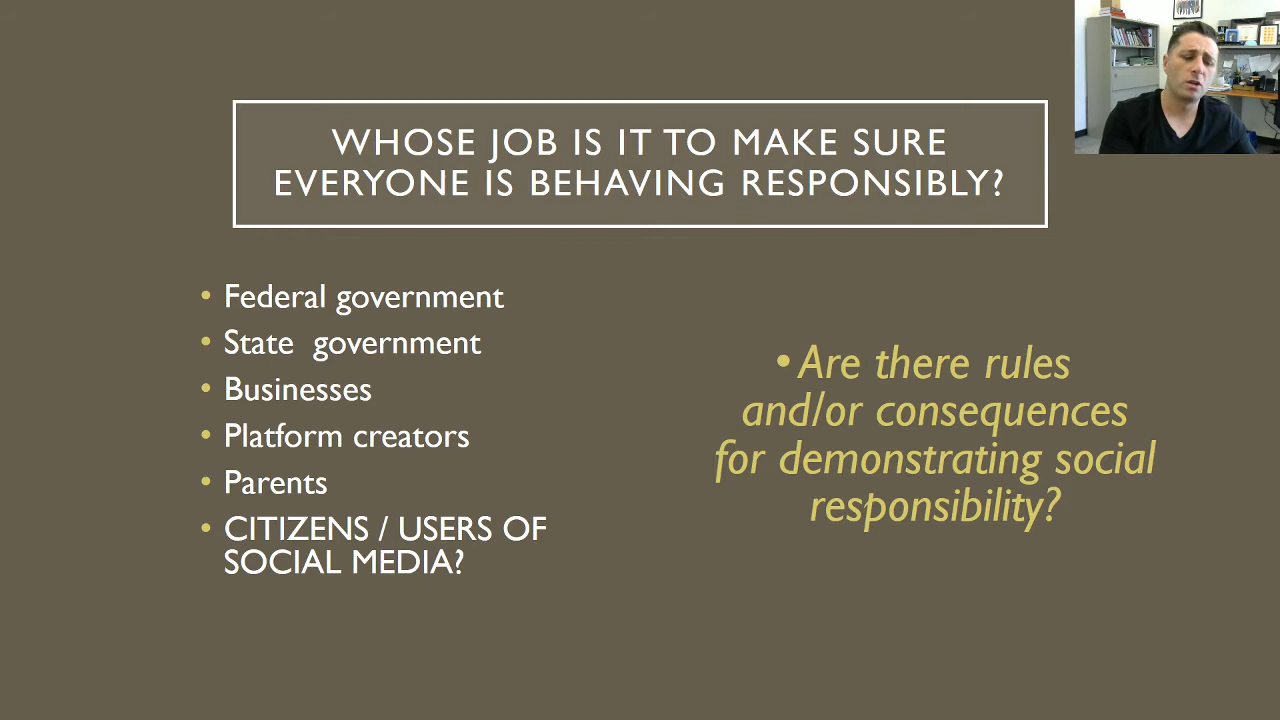 WHOSE JOB IS IT TO MAKE SURE
EVERYONE IS BEHAVING RESPONSIBLY?
• Federal government
• State  government
• Businesses
• Platform creators
• Parents
• CITIZENS / USERS OF
SOCIAL MEDIA?
• Are there rules
and/or consequences
for demonstrating social
responsibility?